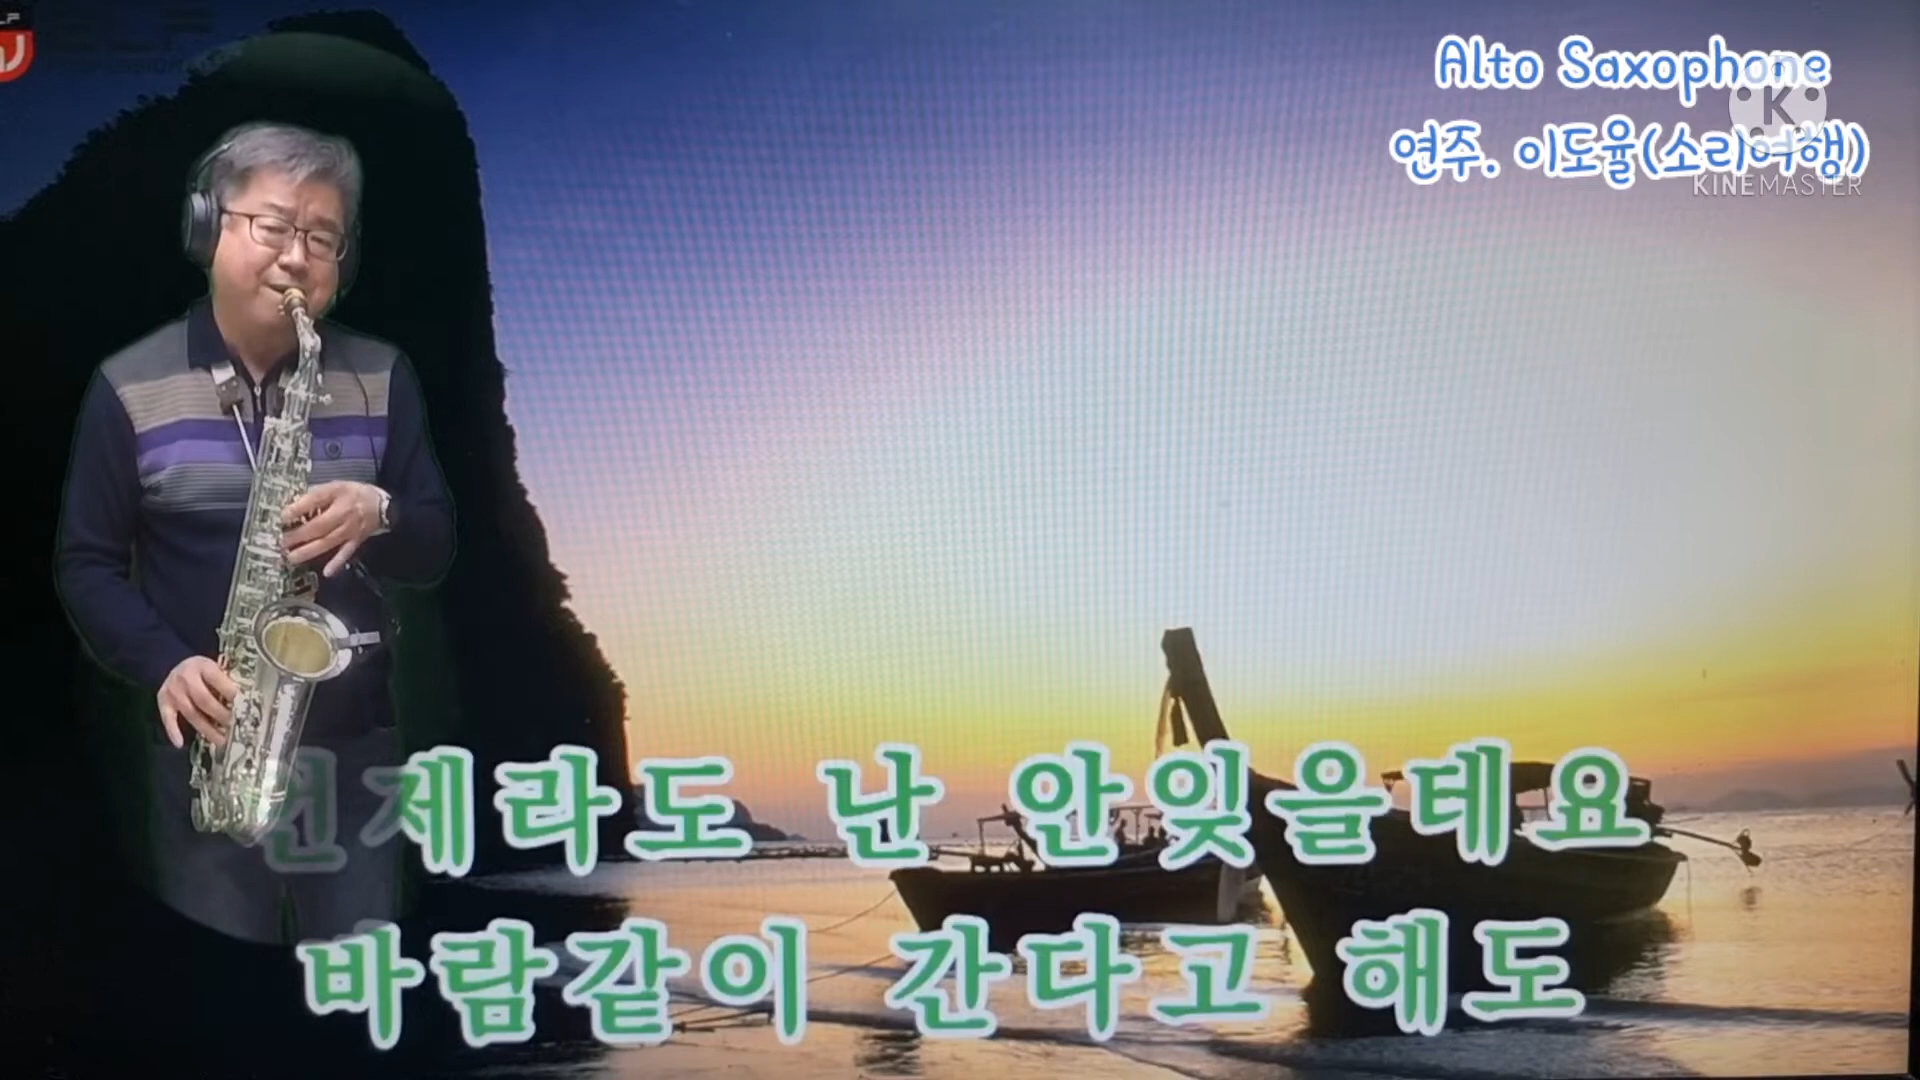 Alto Saxophone
연주. 이도율(소리여행)
KINEMASTER
언제라도 난 안잊을테요
바람같이 간다고 해도